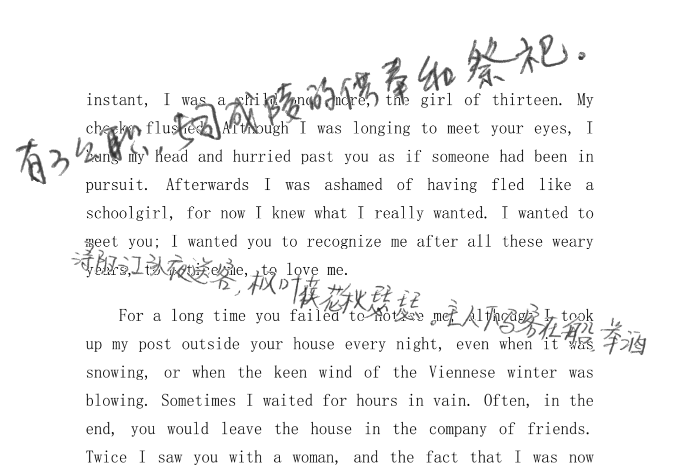 有了公职，专司成陵的供奉和祭祀。
instant, I was a child once more, the girl of thirteen. My
cheeks flushed. Although I was longing to meet your eyes, I
hung my head and hurried past you as if someone had been in
pursuit. Afterwards I was ashamed of having fled like a
schoolgirl, for now I knew what I really wanted. I wanted to
meet you; I wanted you to recognize me after all these weary
years, to notice me, to love me.
浔阳江头夜送客，枫叶荻花秋瑟瑟。主人下马客在船，举酒
For a long time you failed to notice me, although I took
up my post outside your house every night, even when it was
snowing, or when the keen wind of the Viennese winter was
blowing. Sometimes I waited for hours in vain. Often, in the
end, you would leave the house in the company of friends.
Twice I saw you with a woman, and the fact that I was now